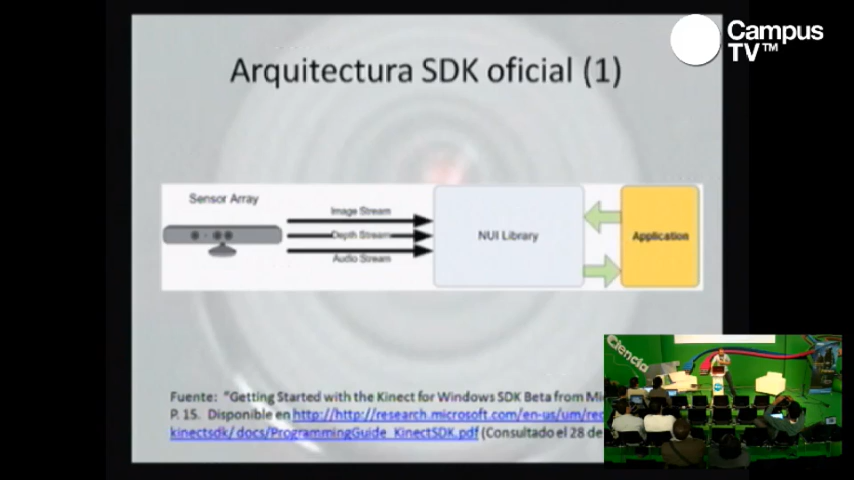 Campus
TV™
Arquitectura SDK oficial (1)
Sensor Array
Image Stream
Depth Stream
Audio Stream
NUI Library
Application
Ciencia
Fuente: "Getting Started with the Kinect for Windows SDK Beta from
P. 15. Disponible en http://http://research.microsoft.com/en-us/um/
kinectsdk/docs/ProgrammingGuide_KinectSDK.pdf (Consultado el 28 de